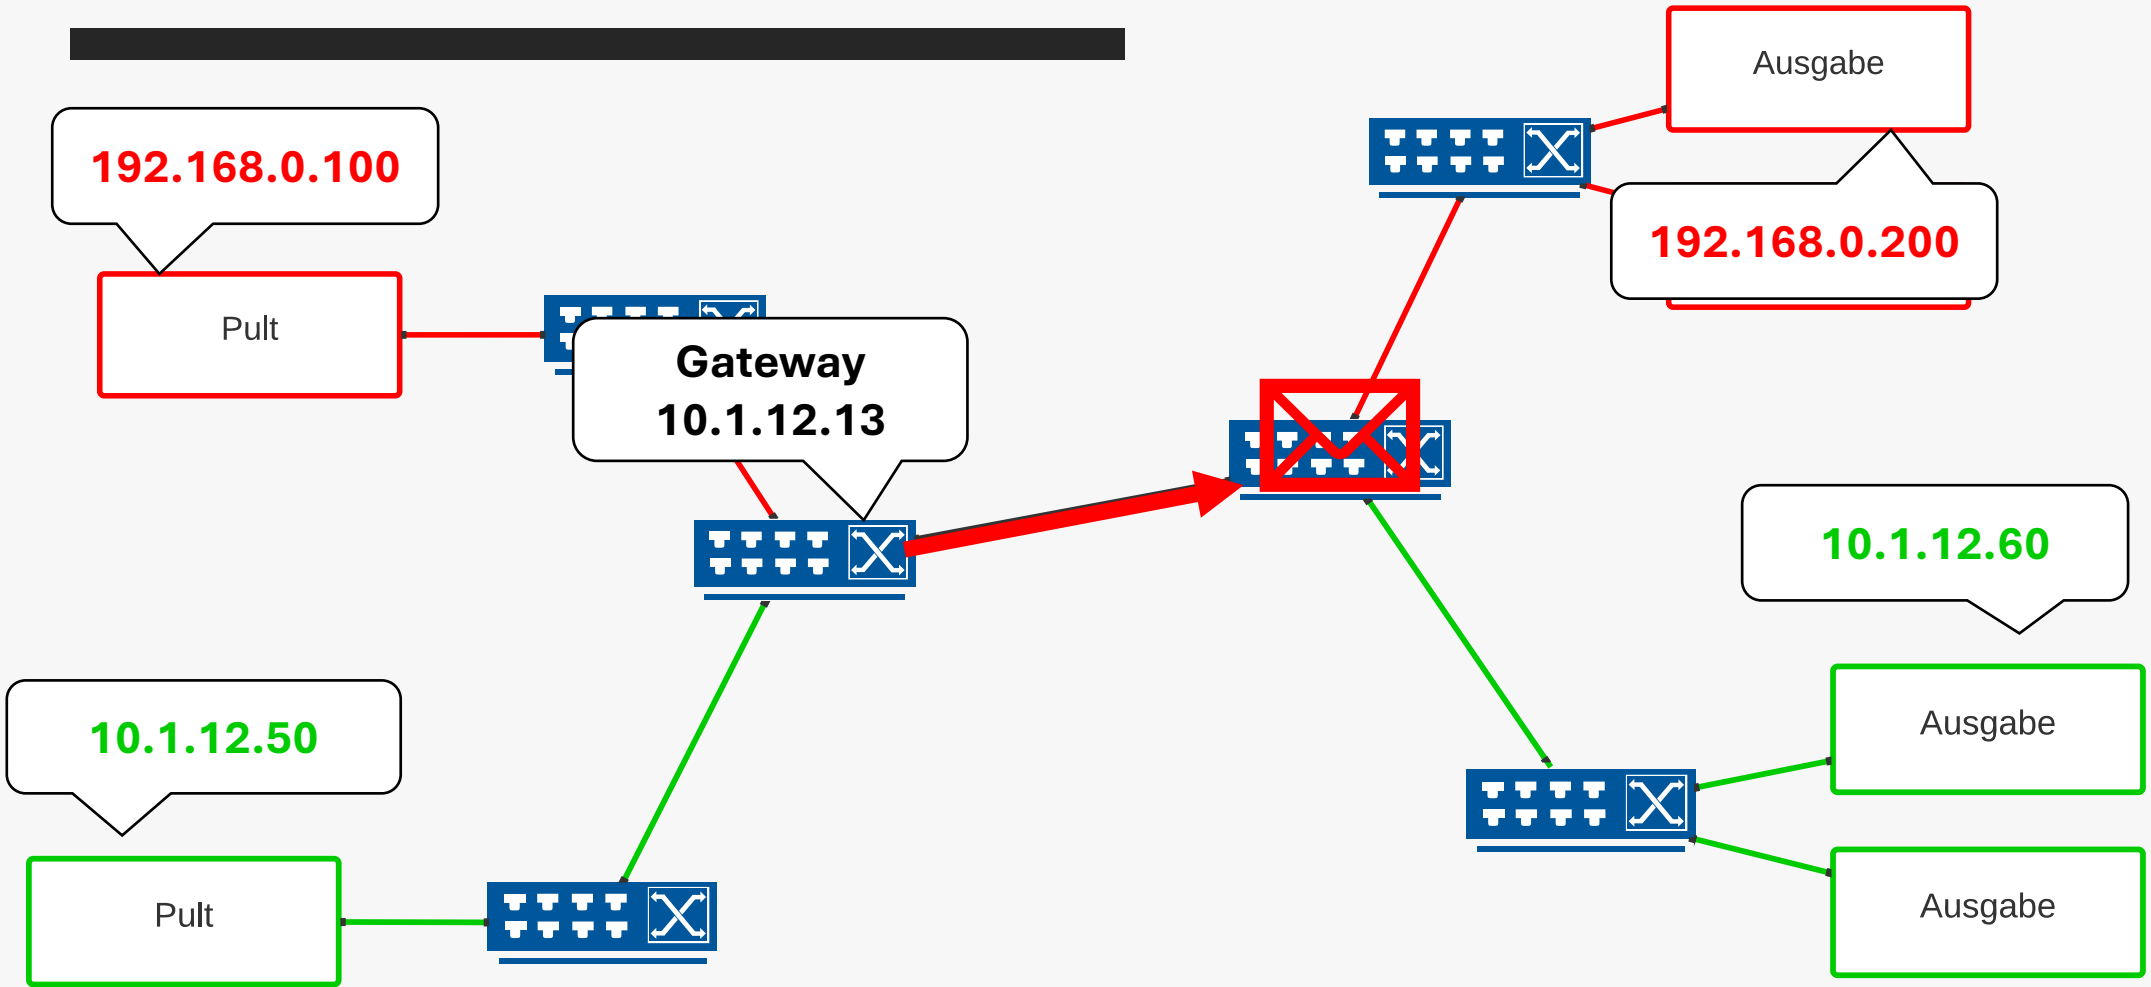 Ausgabe
192.168.0.100
192.168.0.200
Pult
Gateway
10.1.12.13
10.1.12.60
10.1.12.50
Ausgabe
Pult
Ausgabe